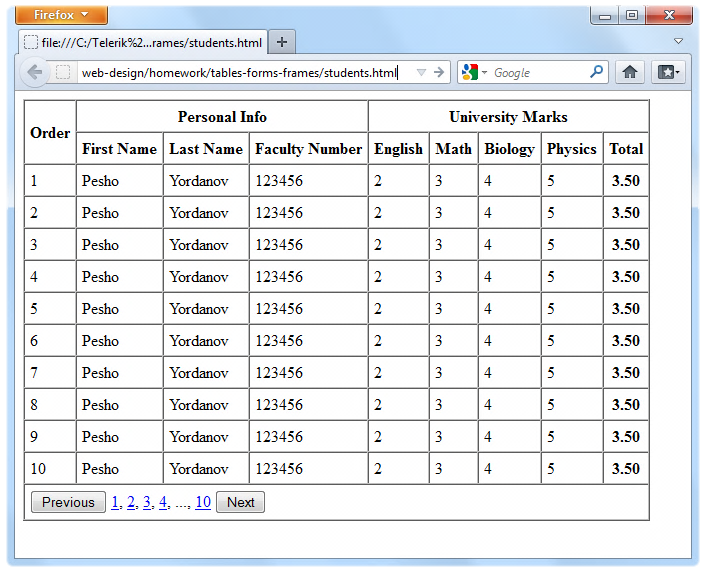 Firefox
file:///C:/Telerik%2...rames/students.html
web-design/homework/tables-forms-frames/students.html
Google
Order Personal Info University Marks
First Name Last Name Faculty Number English Math Biology Physics Total
1 Pesho Yordanov 123456 2 3 4 5 3.50
2 Pesho Yordanov 123456 2 3 4 5 3.50
3 Pesho Yordanov 123456 2 3 4 5 3.50
4 Pesho Yordanov 123456 2 3 4 5 3.50
5 Pesho Yordanov 123456 2 3 4 5 3.50
6 Pesho Yordanov 123456 2 3 4 5 3.50
7 Pesho Yordanov 123456 2 3 4 5 3.50
8 Pesho Yordanov 123456 2 3 4 5 3.50
9 Pesho Yordanov 123456 2 3 4 5 3.50
10 Pesho Yordanov 123456 2 3 4 5 3.50
Previous 1, 2, 3, 4, ..., 10 Next